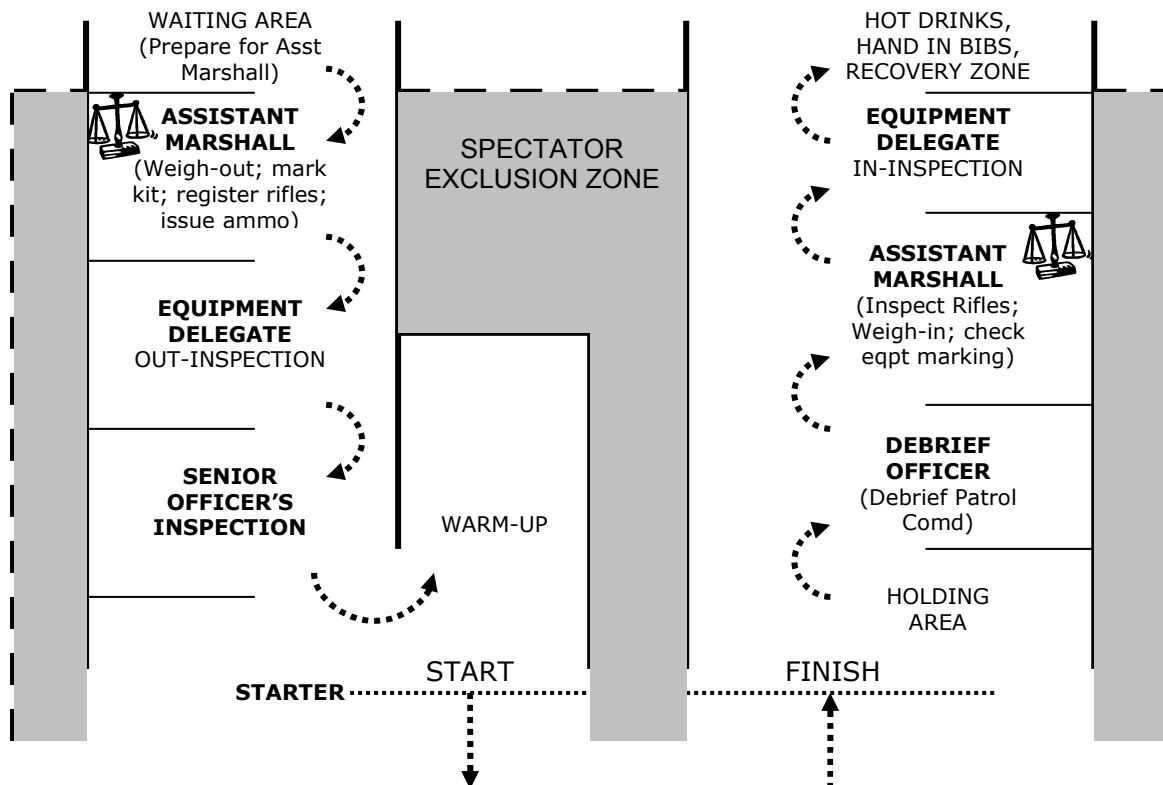 WAITING AREA
(Prepare for Asst
Marshall)
ASSISTANT
MARSHALL
(Weigh-out; mark
kit; register rifles;
issue ammo)
EQUIPMENT
DELEGATE
OUT-INSPECTION
SENIOR
OFFICER'S
INSPECTION
SPECTATOR
EXCLUSION ZONE
WARM-UP
START
STARTER
HOT DRINKS,
HAND IN BIBS,
RECOVERY ZONE
EQUIPMENT
DELEGATE
IN-INSPECTION
ASSISTANT
MARSHALL
(Inspect Rifles;
Weigh-in; check
eqpt marking)
DEBRIEF
OFFICER
(Debrief Patrol
Comd)
HOLDING
AREA
FINISH